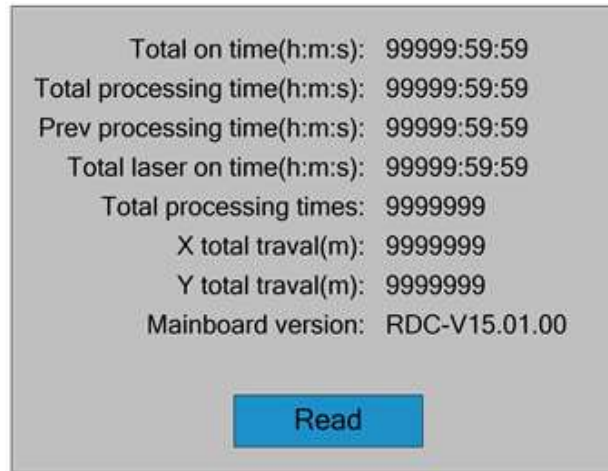 Total on time(h:m:s): 99999:59:59
Total processing time(h:m:s): 99999:59:59
Prev processing time(h:m:s): 99999:59:59
Total laser on time(h:m:s): 99999:59:59
Total processing times: 9999999
X total traval(m): 9999999
Y total traval(m): 9999999
Mainboard version: RDC-V15.01.00
Read